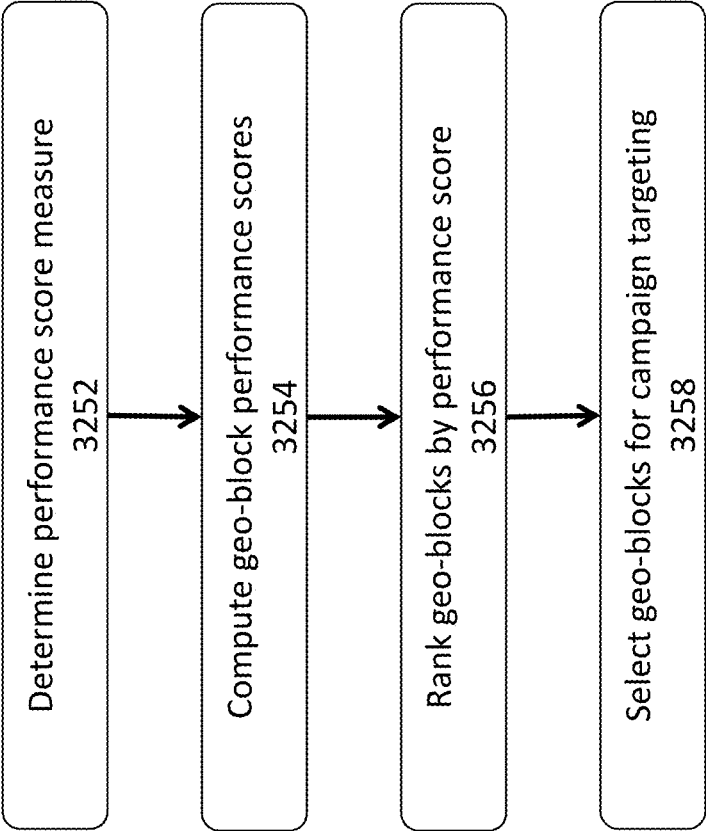 Determine performance score measure
3252
Compute geo-block performance scores
3254
Rank geo-blocks by performance score
3256
Select geo-blocks for campaign targeting
3258